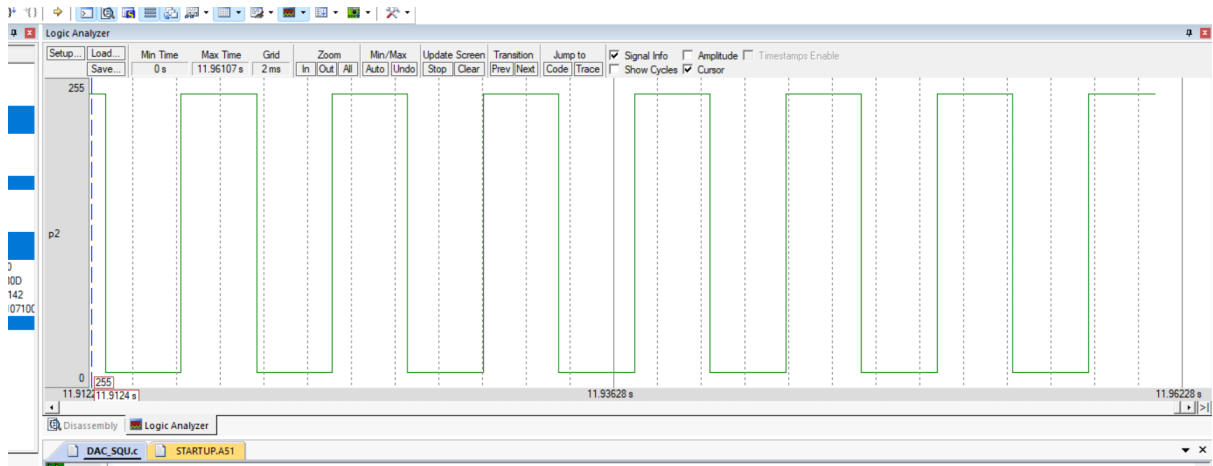 Logic Analyzer
Setup... Load... Min Time Max Time Grid Zoom Min/Max Update Screen Transition Jump to Signal Info Amplitude Timestamps Enable
Save... 0 s 11.96107 s 2 ms In Out All Auto Undo Stop Clear Prev Next Code Trace Show Cycles Cursor
255
p2
0
255
11.9124 s 11.93628 s 11.96228 s
Disassembly Logic Analyzer
DAC_SQU.c STARTUP.A51